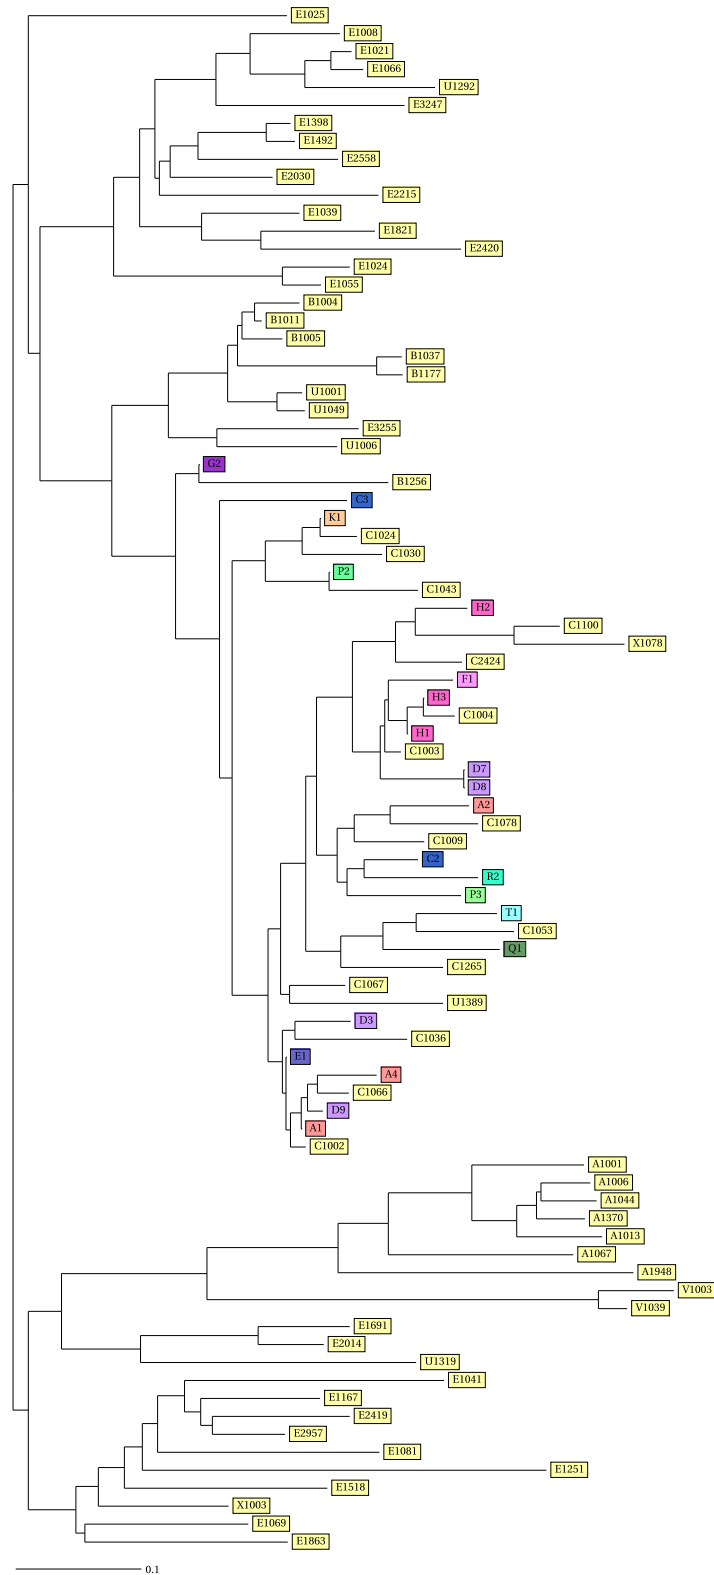 E1025
E1008
E1021
E1066
U1292
E3247
E1398
E1492
E2558
E2030
E2215
E1039
E1821
E2420
E1024
E1055
B1004
B1011
B1005
B1037
B1177
U1001
U1049
E3255
U1006
G2
B1256
C3
K1
C1024
C1030
P2
C1043
H2
C1100
X1078
C2424
F1
H3
C1004
H1
C1003
D7
D8
A2
C1078
C1009
C2
R2
P3
T1
C1053
Q1
C1265
C1067
U1389
D3
C1036
E1
A4
C1066
D9
A1
C1002
A1001
A1006
A1044
A1370
A1013
A1067
A1948
V1003
V1039
E1691
E2014
U1319
E1041
E1167
E2419
E2957
E1081
E1251
E1518
X1003
E1069
E1863
0.1